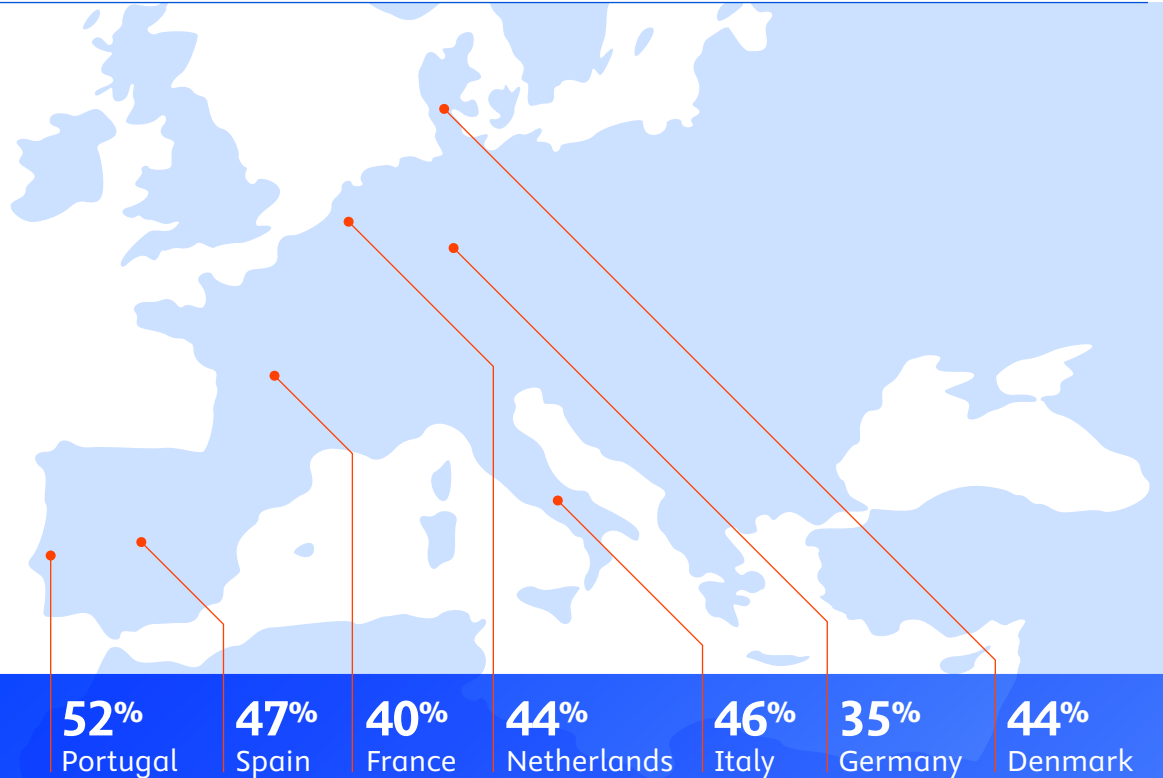 52%
Portugal
47%
Spain
40%
France
44%
Netherlands
46%
Italy
35%
Germany
44%
Denmark